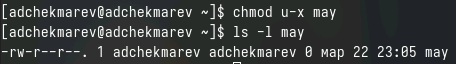 [adchekmarev@adchekmarev ~]$ chmod u-x may
[adchekmarev@adchekmarev ~]$ ls -l may
-rw-r--r--. 1 adchekmarev adchekmarev 0 мар 22 23:05 may